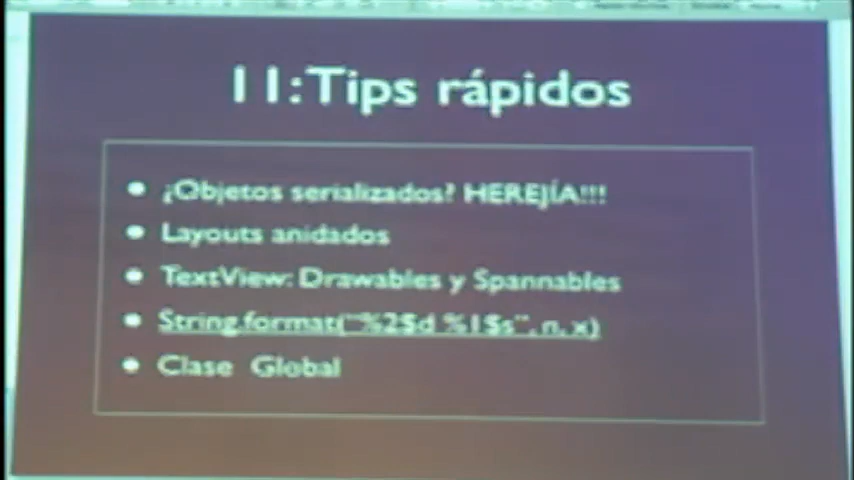 11:Tips rápidos
• ¿Objetos serializados? HEREJÍA!!!
• Layouts anidados
• TextView: Drawables y Spannables
• String.format("%2$d %1$s", n, x)
• Clase Global